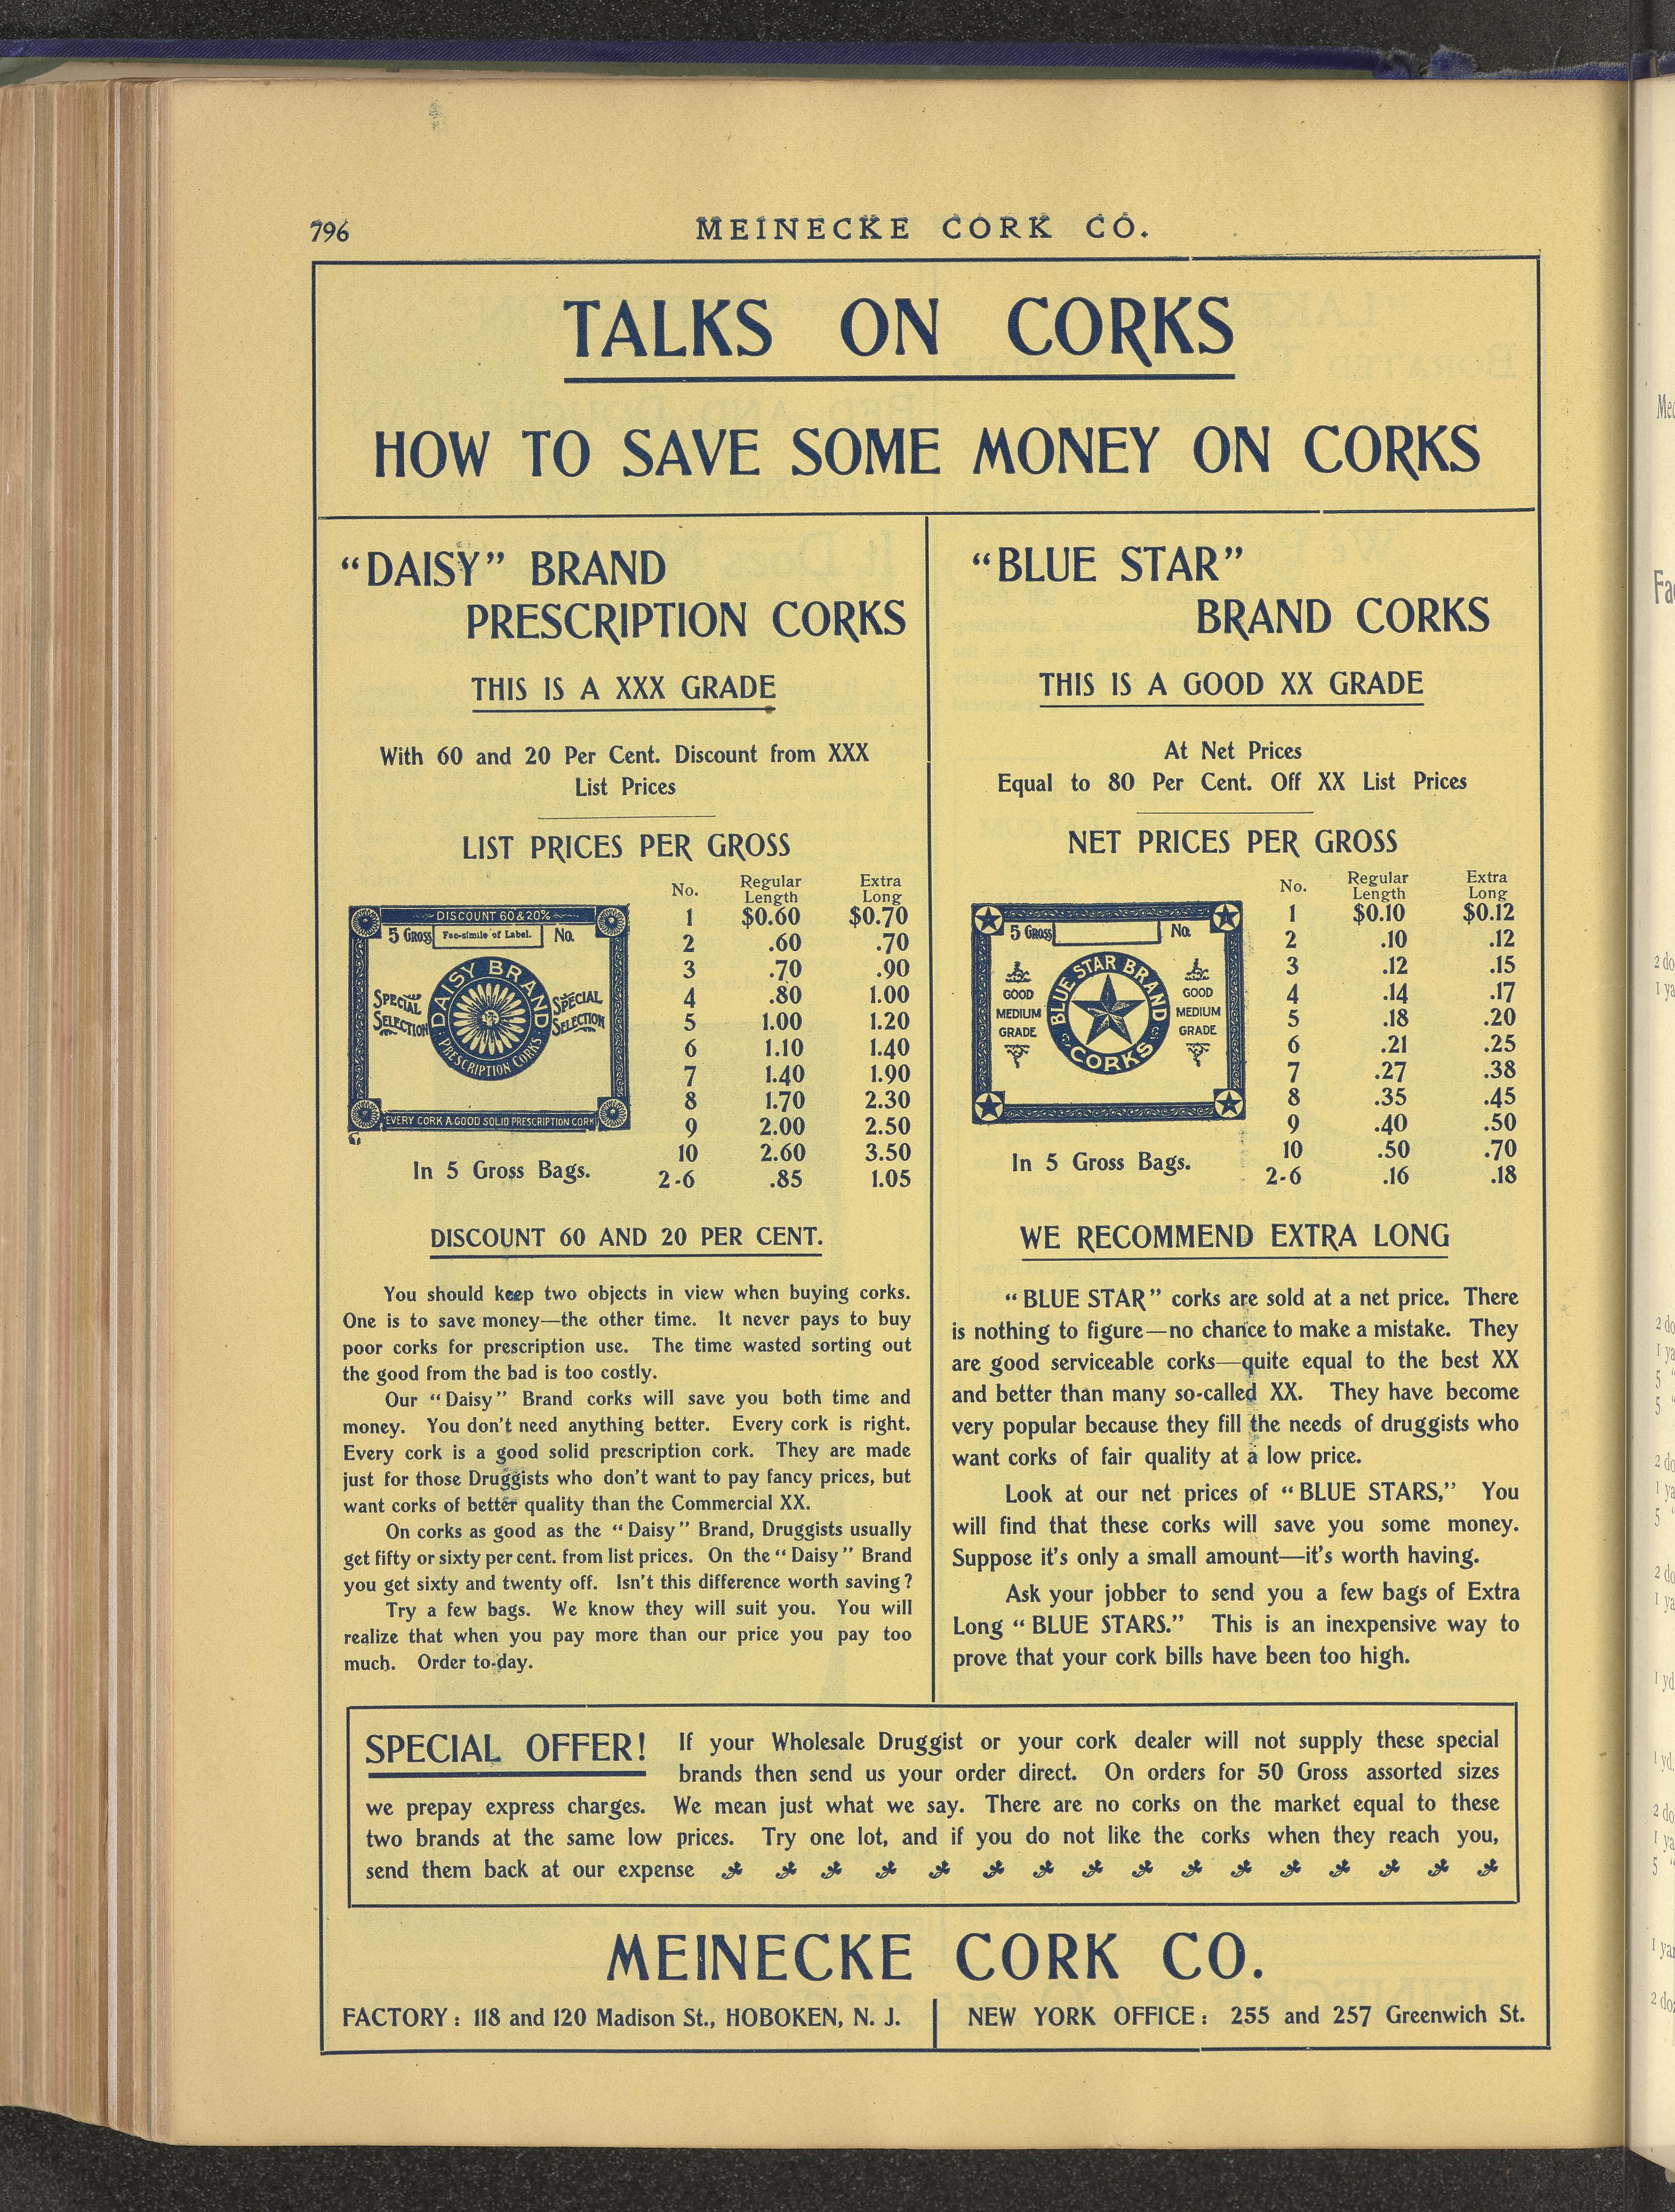 796
MEINECKE CORK CO.
TALKS ON CORKS
HOW TO SAVE SOME MONEY ON CORKS
“DAISY” BRAND
PRESCRIPTION CORKS
THIS IS A XXX GRADE
With 60 and 20 Per Cent. Discount from XXX
List Prices
LIST PRICES PER GROSS
DISCOUNT 60 & 20%
5 GROSS Fac-simile of Label. No.
DAISY BRAND
PRESCRIPTION CORKS
SPECIAL SELECTION
SPECIAL SELECTION
EVERY CORK A GOOD SOLID PRESCRIPTION CORK
In 5 Gross Bags.
No. Regular Length Extra Long
1 $0.60 $0.70
2 .60 .70
3 .70 .90
4 .80 1.00
5 1.00 1.20
6 1.10 1.40
7 1.40 1.90
8 1.70 2.30
9 2.00 2.50
10 2.60 3.50
2-6 .85 1.05
DISCOUNT 60 AND 20 PER CENT.
You should keep two objects in view when buying corks.
One is to save money—the other time. It never pays to buy
poor corks for prescription use. The time wasted sorting out
the good from the bad is too costly.
Our “Daisy” Brand corks will save you both time and
money. You don’t need anything better. Every cork is right.
Every cork is a good solid prescription cork. They are made
just for those Druggists who don’t want to pay fancy prices, but
want corks of better quality than the Commercial XX.
On corks as good as the “Daisy” Brand, Druggists usually
get fifty or sixty per cent. from list prices. On the “Daisy” Brand
you get sixty and twenty off. Isn’t this difference worth saving?
Try a few bags. We know they will suit you. You will
realize that when you pay more than our price you pay too
much. Order to-day.
“BLUE STAR”
BRAND CORKS
THIS IS A GOOD XX GRADE
At Net Prices
Equal to 80 Per Cent. Off XX List Prices
NET PRICES PER GROSS
5 GROSS No.
BLUE STAR BRAND
CORKS
GOOD MEDIUM GRADE
GOOD MEDIUM GRADE
In 5 Gross Bags.
No. Regular Length Extra Long
1 $0.10 $0.12
2 .10 .12
3 .12 .15
4 .14 .17
5 .18 .20
6 .21 .25
7 .27 .38
8 .35 .45
9 .40 .50
10 .50 .70
2-6 .16 .18
WE RECOMMEND EXTRA LONG
“BLUE STAR” corks are sold at a net price. There
is nothing to figure—no chance to make a mistake. They
are good serviceable corks—quite equal to the best XX
and better than many so-called XX. They have become
very popular because they fill the needs of druggists who
want corks of fair quality at a low price.
Look at our net prices of “BLUE STARS,” You
will find that these corks will save you some money.
Suppose it’s only a small amount—it’s worth having.
Ask your jobber to send you a few bags of Extra
Long “BLUE STARS.” This is an inexpensive way to
prove that your cork bills have been too high.
SPECIAL OFFER! If your Wholesale Druggist or your cork dealer will not supply these special
brands then send us your order direct. On orders for 50 Gross assorted sizes
we prepay express charges. We mean just what we say. There are no corks on the market equal to these
two brands at the same low prices. Try one lot, and if you do not like the corks when they reach you,
send them back at our expense
MEINECKE CORK CO.
FACTORY: 118 and 120 Madison St., HOBOKEN, N. J.
NEW YORK OFFICE: 255 and 257 Greenwich St.